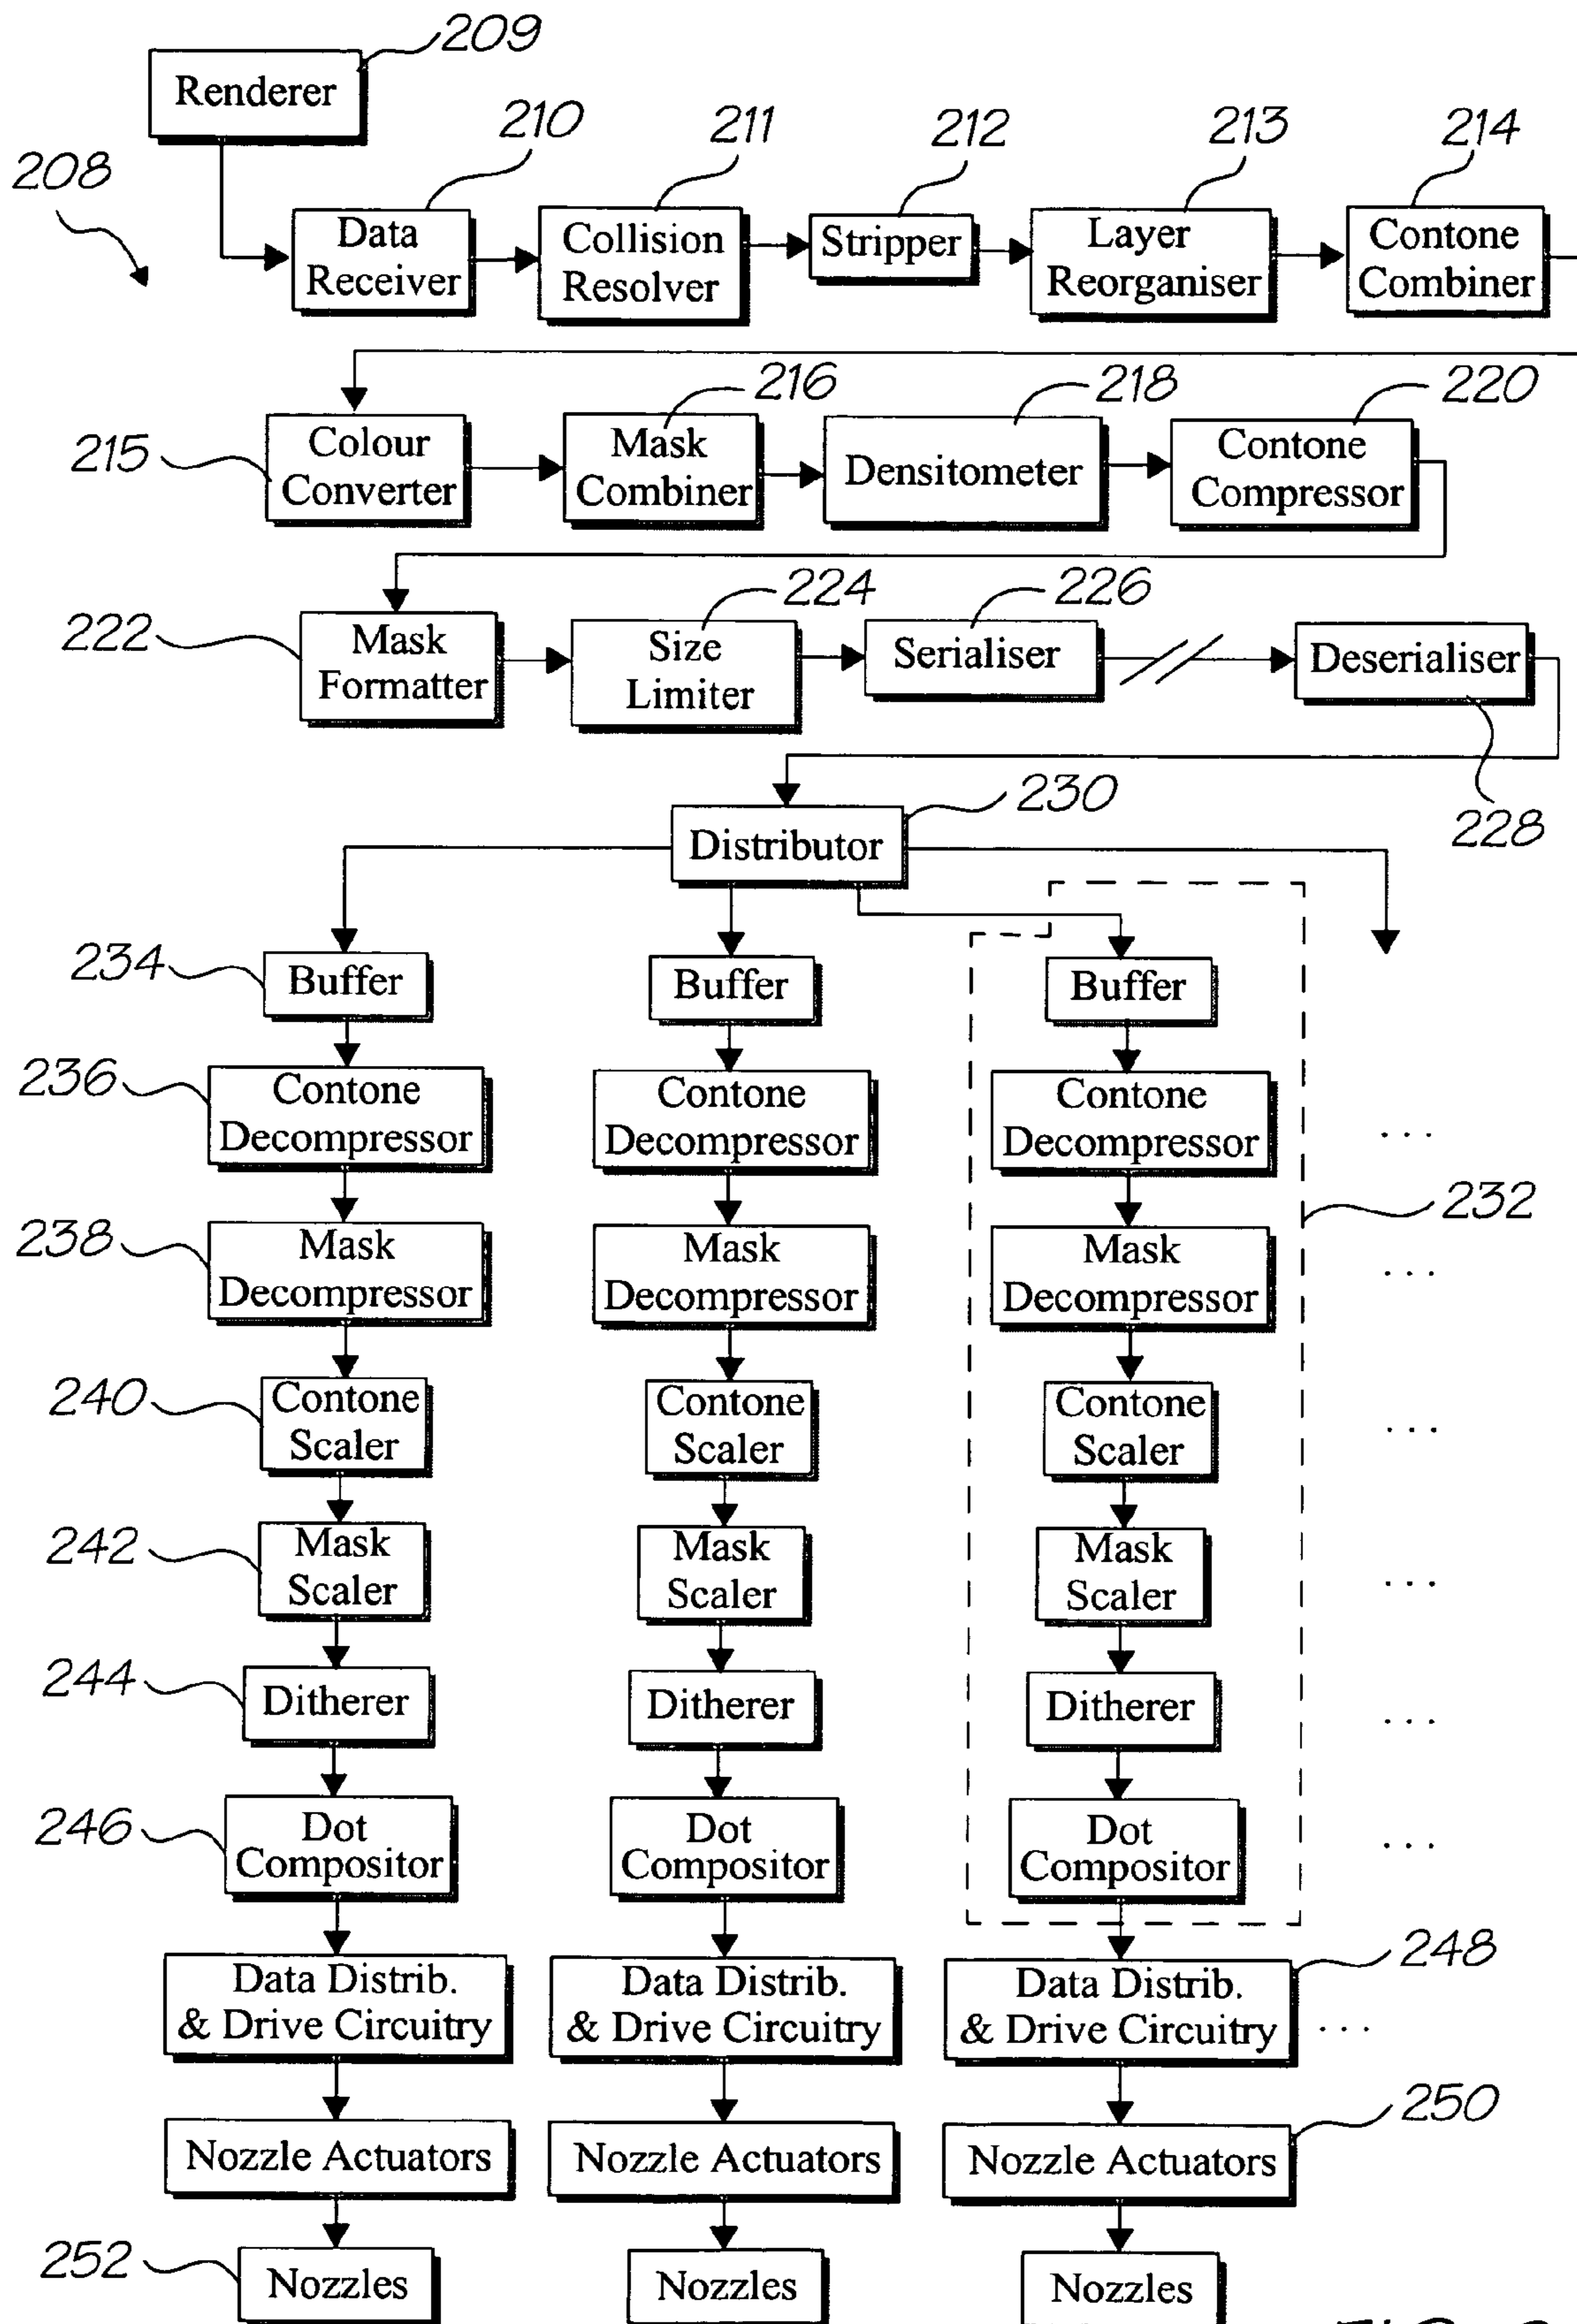 209
Renderer
208
210
211
212
213
214
Data
Receiver
Collision
Resolver
Stripper
Layer
Reorganiser
Contone
Combiner
216
218
220
215
Colour
Converter
Mask
Combiner
Densitometer
Contone
Compressor
224
226
222
Mask
Formatter
Size
Limiter
Serialiser
Deserialiser
228
230
Distributor
234
Buffer
Buffer
Buffer
236
Contone
Decompressor
Contone
Decompressor
Contone
Decompressor
...
232
238
Mask
Decompressor
Mask
Decompressor
Mask
Decompressor
...
240
Contone
Scaler
Contone
Scaler
Contone
Scaler
...
242
Mask
Scaler
Mask
Scaler
Mask
Scaler
...
244
Ditherer
Ditherer
Ditherer
...
246
Dot
Compositor
Dot
Compositor
Dot
Compositor
...
248
Data Distrib.
& Drive Circuitry
Data Distrib.
& Drive Circuitry
Data Distrib.
& Drive Circuitry
...
250
Nozzle Actuators
Nozzle Actuators
Nozzle Actuators
252
Nozzles
Nozzles
Nozzles